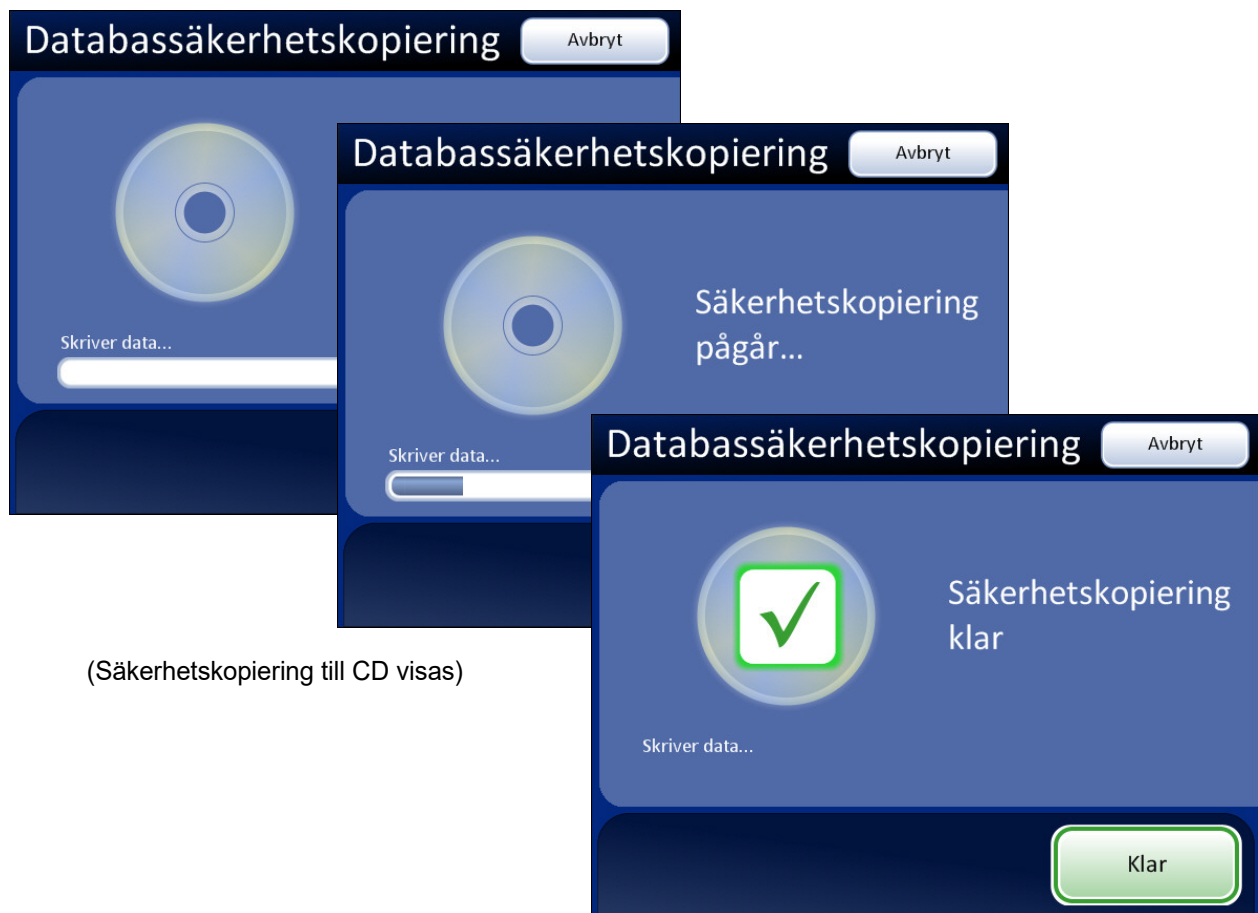 Databassäkerhetskopiering
Avbryt
Skriver data...
Databassäkerhetskopiering
Avbryt
Säkerhetskopiering
pågår...
Skriver data...
Databassäkerhetskopiering
Avbryt
Säkerhetskopiering
klar
Skriver data...
Klar
(Säkerhetskopiering till CD visas)